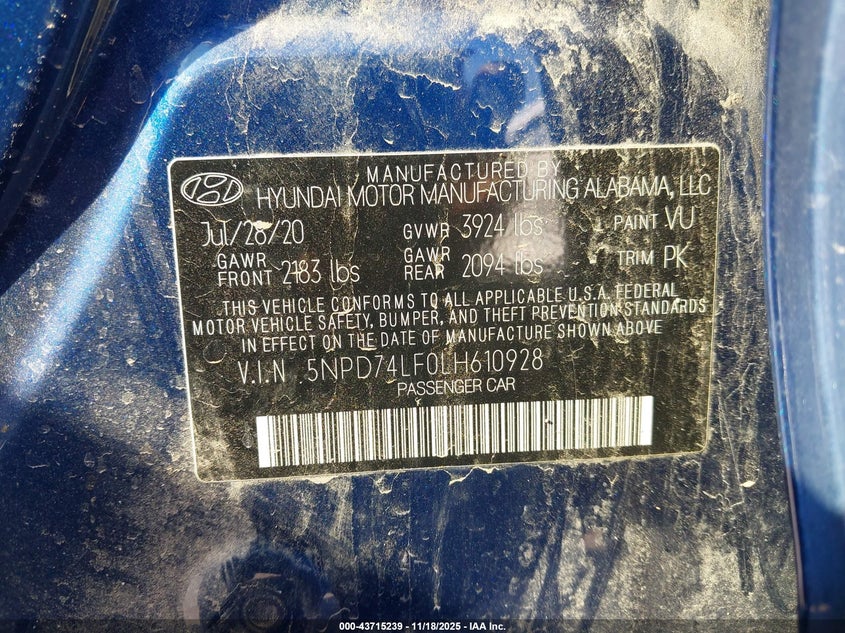 MANUFACTURED BY
HYUNDAI MOTOR MANUFACTURING ALABAMA, LLC
Jul/28/20 GVWR 3924 lbs PAINT VU
GAWR FRONT 2183 lbs GAWR REAR 2094 lbs TRIM PK
THIS VEHICLE CONFORMS TO ALL APPLICABLE U.S.A. FEDERAL
MOTOR VEHICLE SAFETY, BUMPER, AND THEFT PREVENTION STANDARDS
IN EFFECT ON THE DATE OF MANUFACTURE SHOWN ABOVE
V.I.N 5NPD74LF0LH610928
PASSENGER CAR
000-43715239 - 11/18/2025 - IAA Inc.